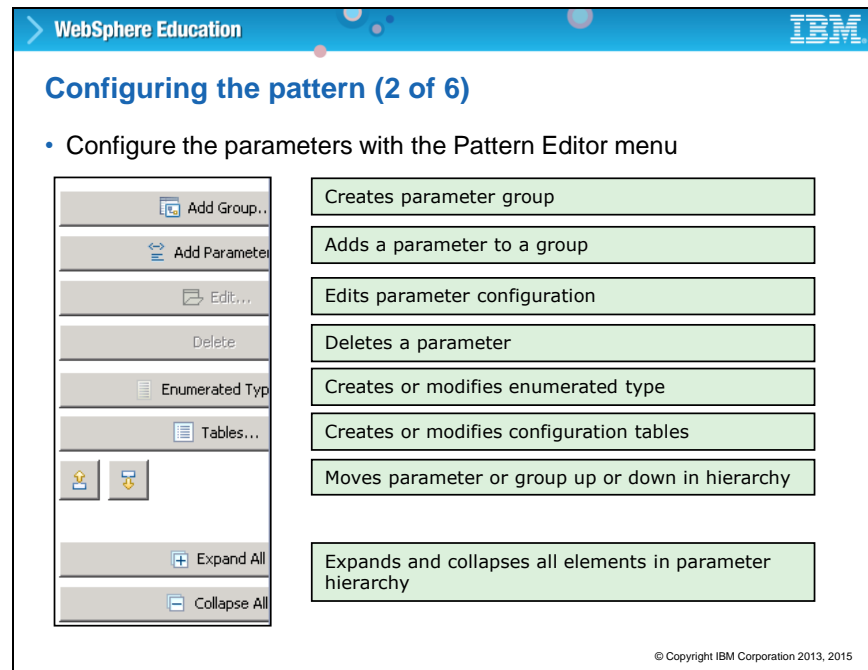 WebSphere Education
IBM
Configuring the pattern (2 of 6)
• Configure the parameters with the Pattern Editor menu
Add Group..
Creates parameter group
Add Parameter
Adds a parameter to a group
Edit...
Edits parameter configuration
Delete
Deletes a parameter
Enumerated Typ
Creates or modifies enumerated type
Tables...
Creates or modifies configuration tables
Moves parameter or group up or down in hierarchy
Expand All
Collapse All
Expands and collapses all elements in parameter
hierarchy
© Copyright IBM Corporation 2013, 2015